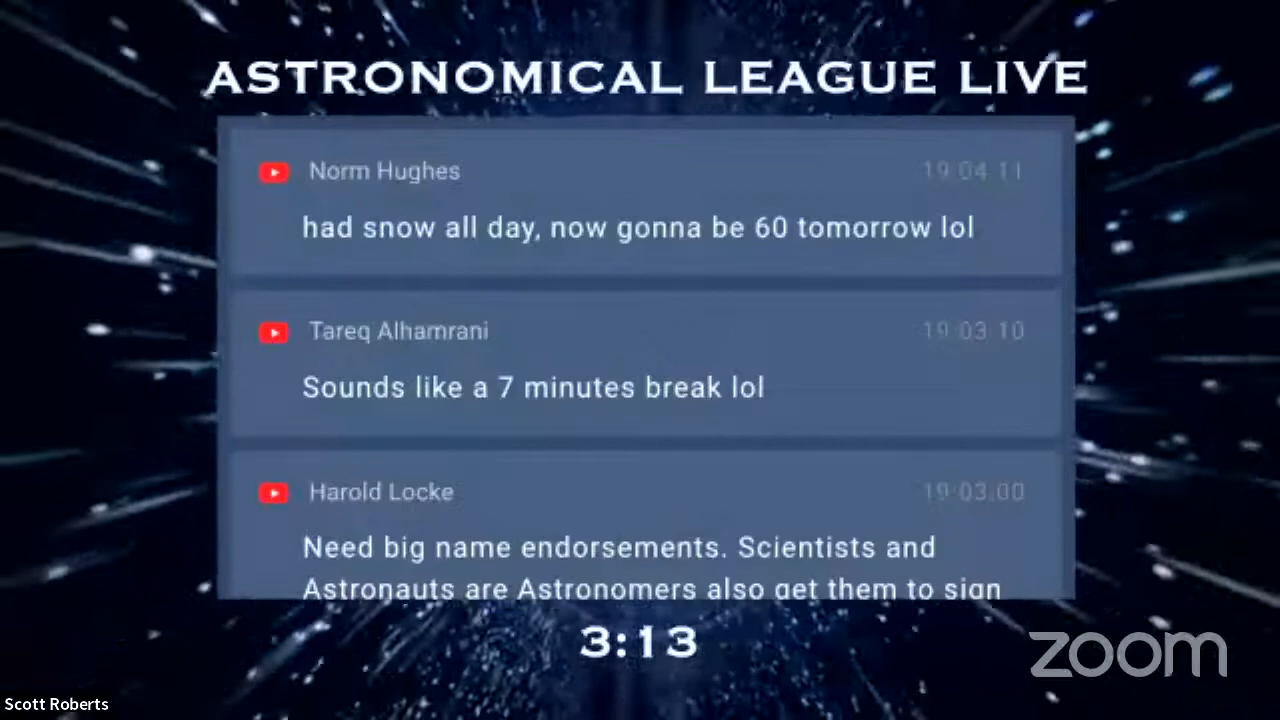 ASTRONOMICAL LEAGUE LIVE
Norm Hughes 19:04:11
had snow all day, now gonna be 60 tomorrow lol
Tareq Alhamrani 19:03:10
Sounds like a 7 minutes break lol
Harold Locke 19:03:00
Need big name endorsements. Scientists and
Astronauts are Astronomers also get them to sign
3:13
zoom
Scott Roberts